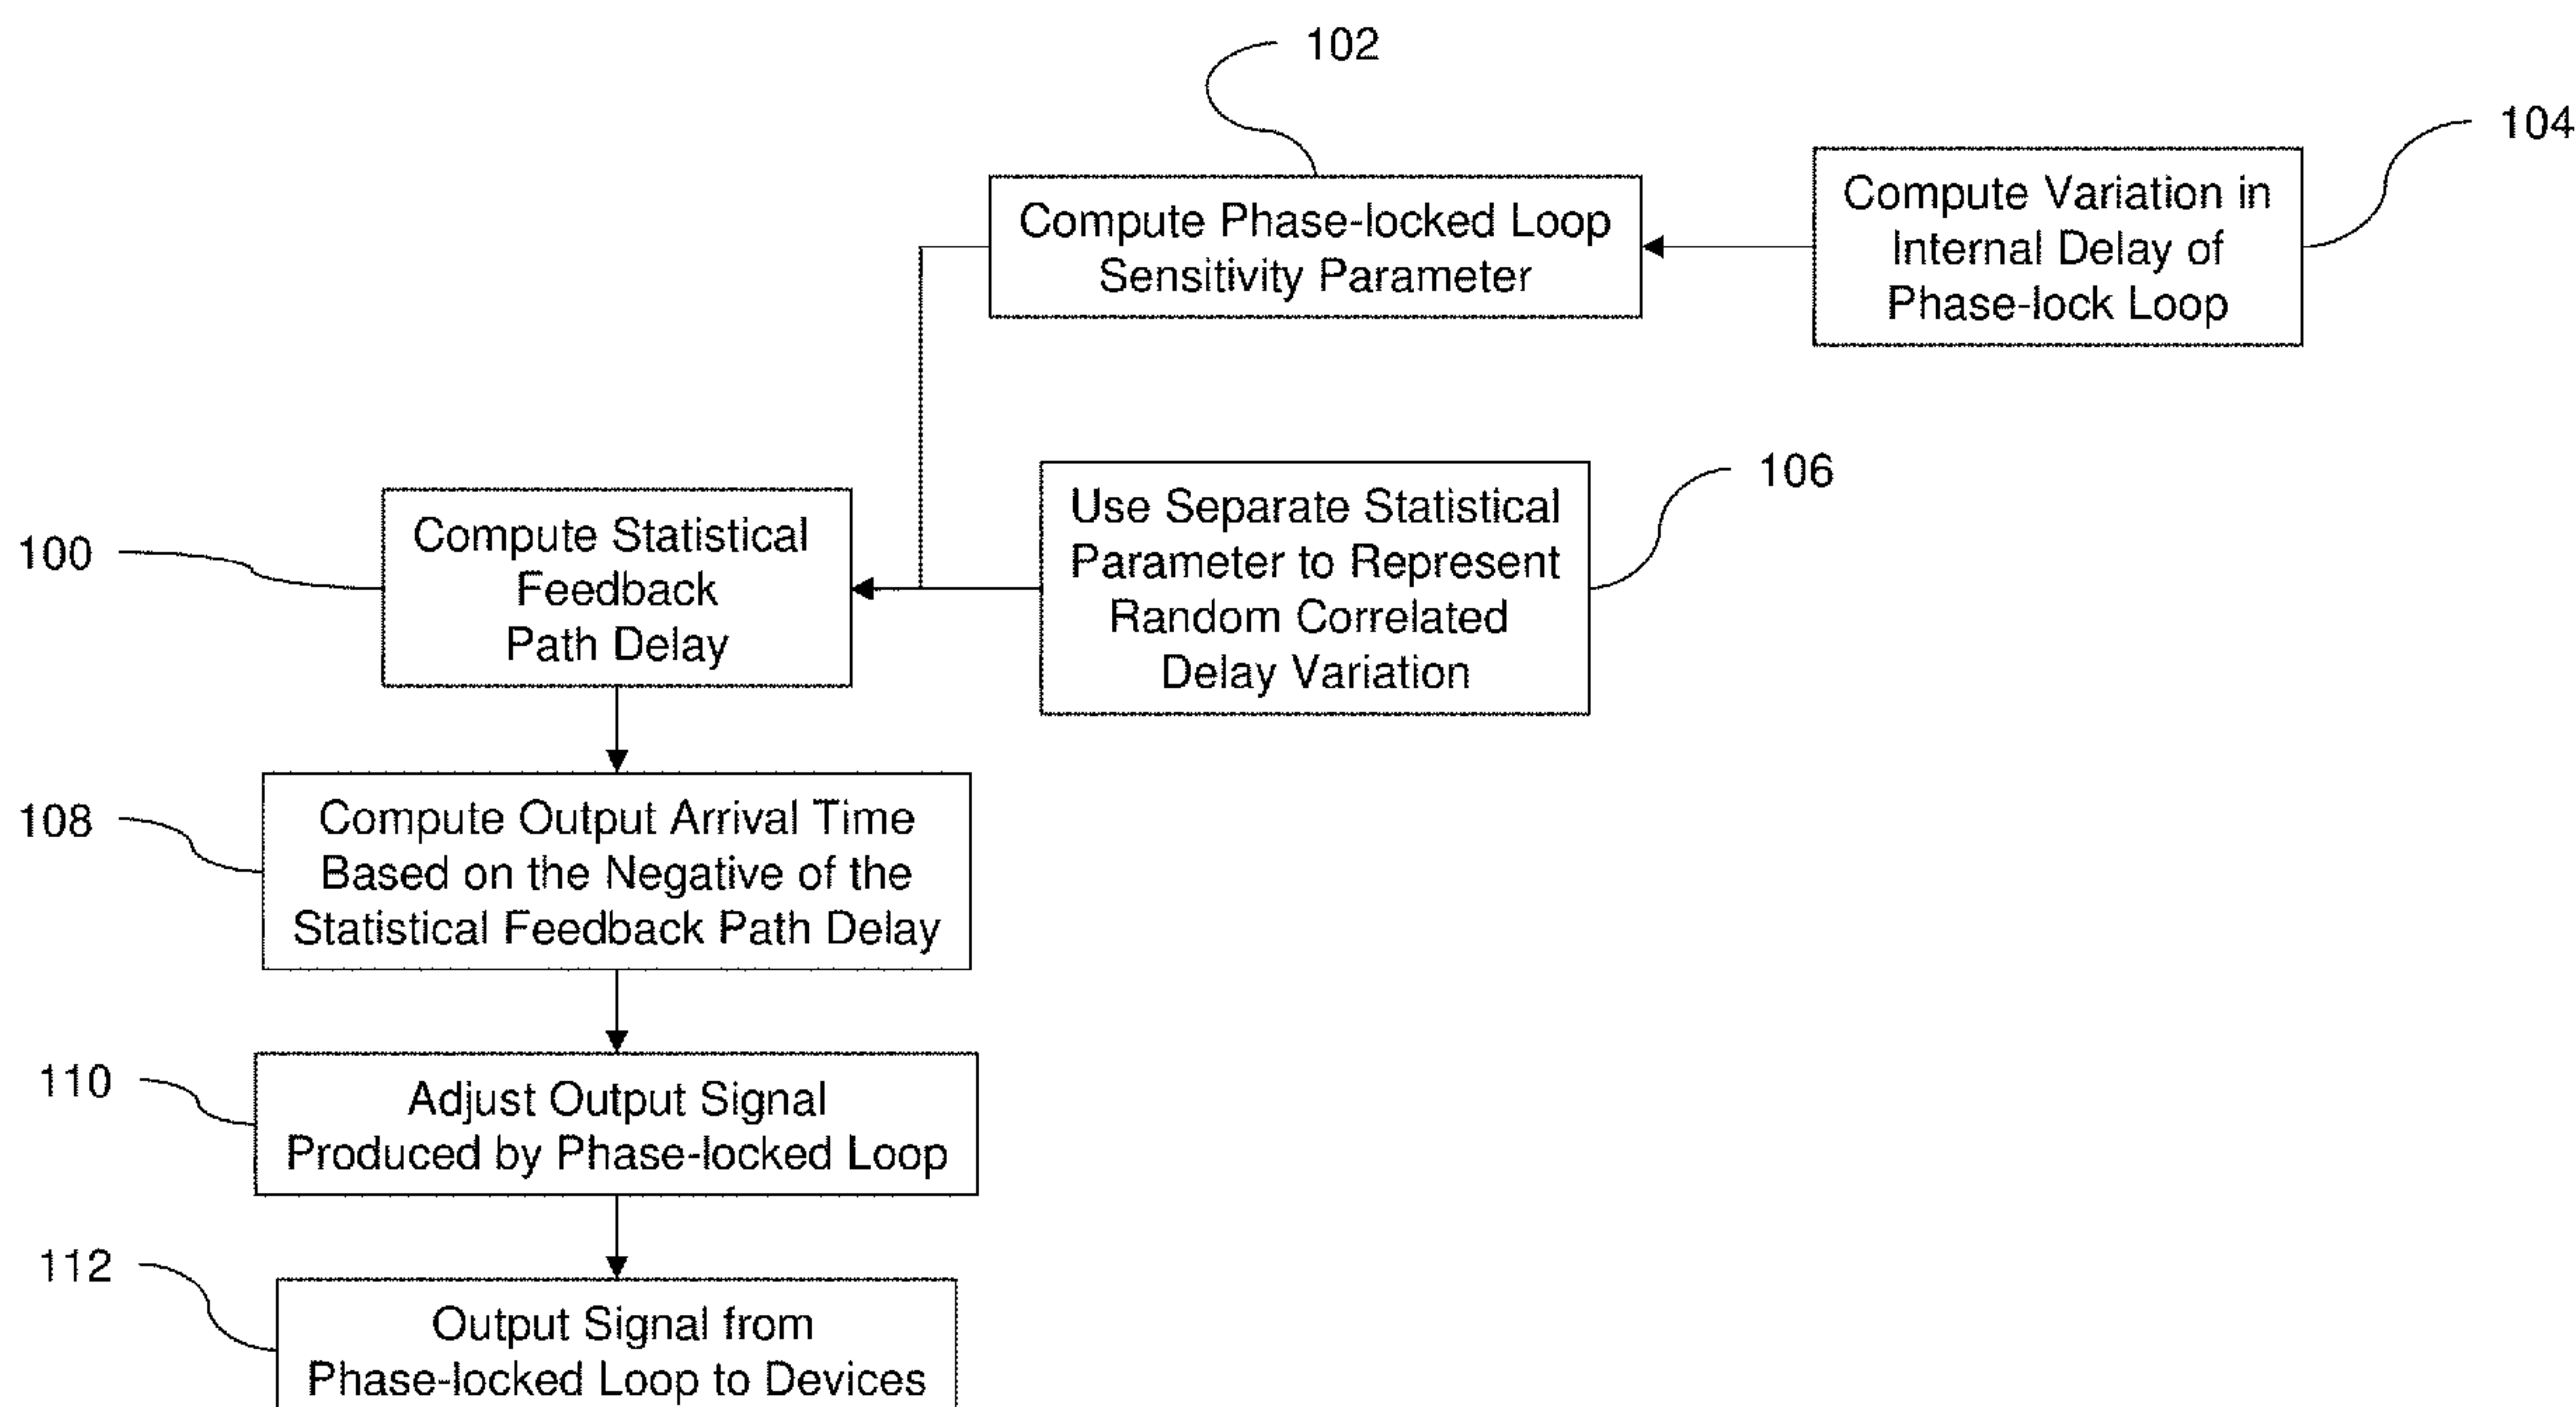 102
104
Compute Phase-locked Loop
Sensitivity Parameter
Compute Variation in
Internal Delay of
Phase-lock Loop
106
100
Compute Statistical
Feedback
Path Delay
Use Separate Statistical
Parameter to Represent
Random Correlated
Delay Variation
108
Compute Output Arrival Time
Based on the Negative of the
Statistical Feedback Path Delay
110
Adjust Output Signal
Produced by Phase-locked Loop
112
Output Signal from
Phase-locked Loop to Devices